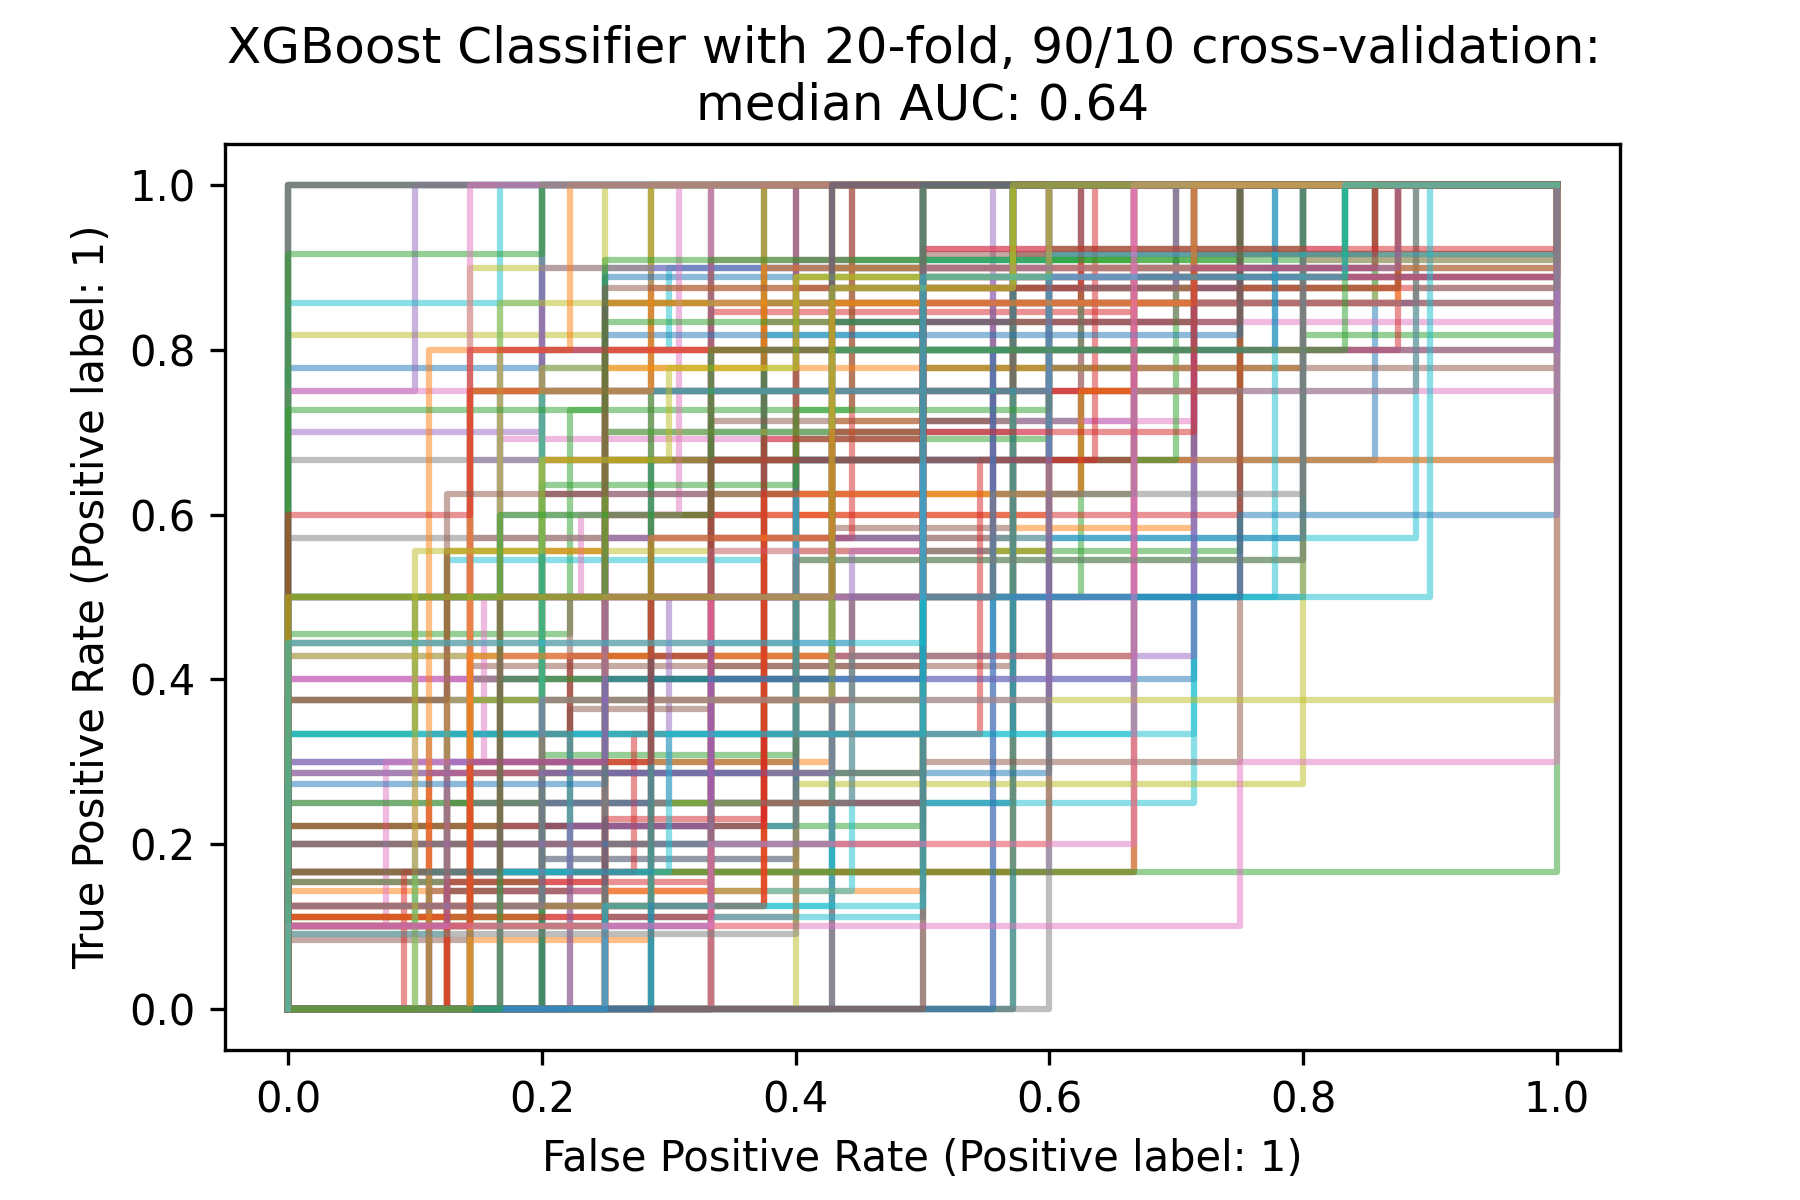 XGBoost Classifier with 20-fold, 90/10 cross-validation:
median AUC: 0.64
True Positive Rate (Positive label: 1)
1.0
0.8
0.6
0.4
0.2
0.0
0.0 0.2 0.4 0.6 0.8 1.0
False Positive Rate (Positive label: 1)